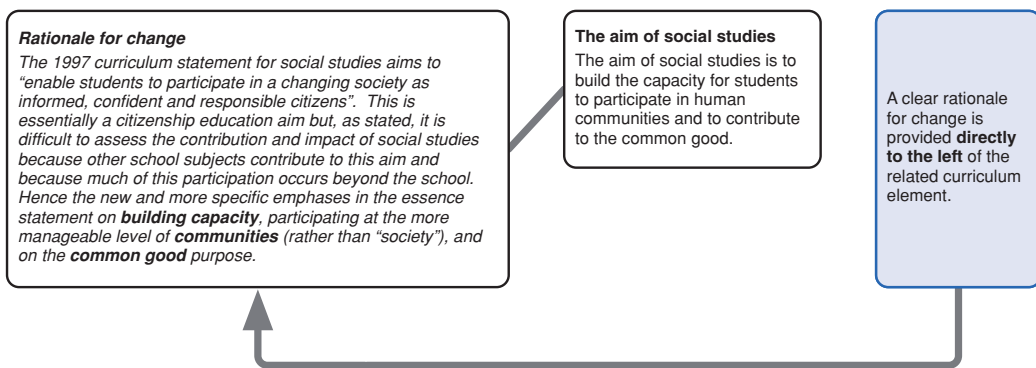 Rationale for change
The 1997 curriculum statement for social studies aims to
“enable students to participate in a changing society as
informed, confident and responsible citizens”.  This is
essentially a citizenship education aim but, as stated, it is
difficult to assess the contribution and impact of social studies
because other school subjects contribute to this aim and
because much of this participation occurs beyond the school.
Hence the new and more specific emphases in the essence
statement on building capacity, participating at the more
manageable level of communities (rather than “society”), and
on the common good purpose.
The aim of social studies
The aim of social studies is to
build the capacity for students
to participate in human
communities and to contribute
to the common good.
A clear rationale
for change is
provided directly
to the left of the
related curriculum
element.